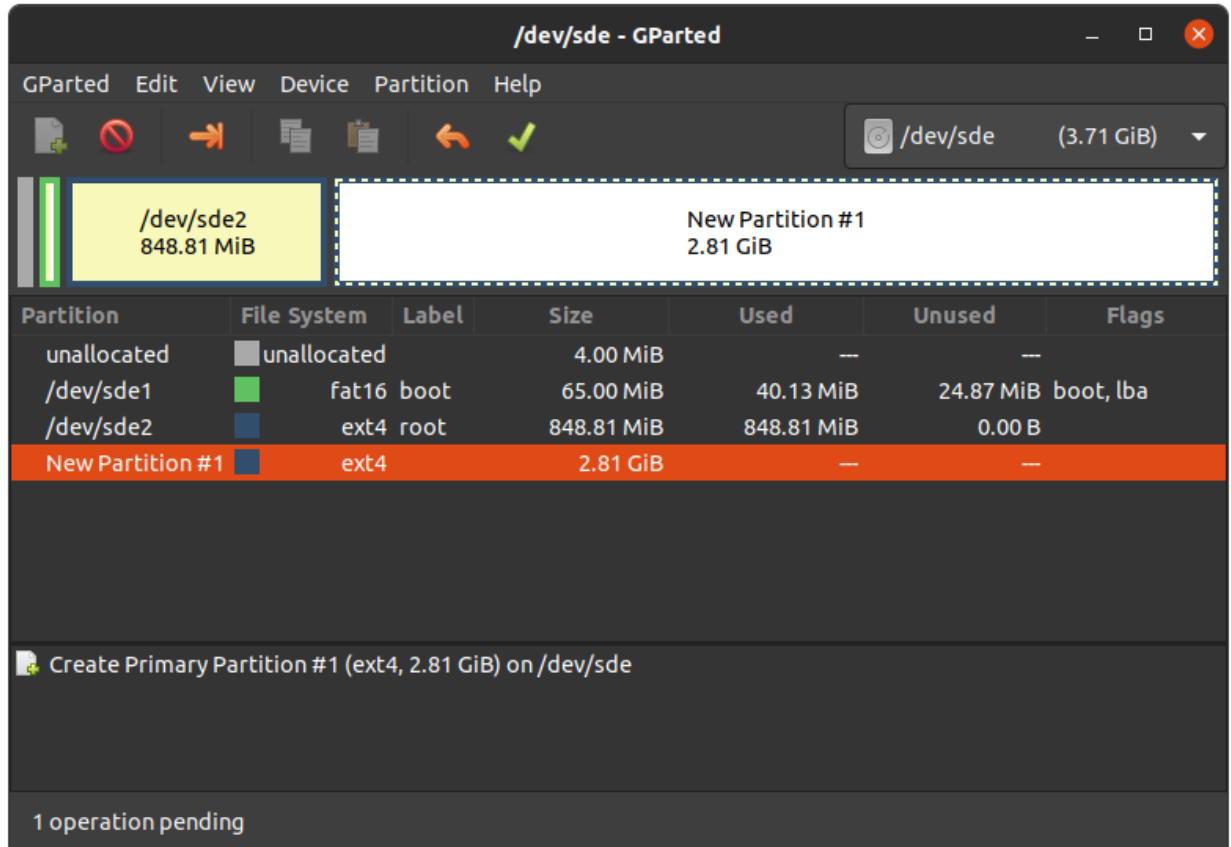 /dev/sde - GParted
GParted Edit View Device Partition Help
/dev/sde (3.71 GiB)
/dev/sde2
848.81 MiB
New Partition #1
2.81 GiB
Partition File System Label Size Used Unused Flags
unallocated unallocated 4.00 MiB --- ---
/dev/sde1 fat16 boot 65.00 MiB 40.13 MiB 24.87 MiB boot, lba
/dev/sde2 ext4 root 848.81 MiB 848.81 MiB 0.00 B
New Partition #1 ext4 2.81 GiB --- ---
Create Primary Partition #1 (ext4, 2.81 GiB) on /dev/sde
1 operation pending